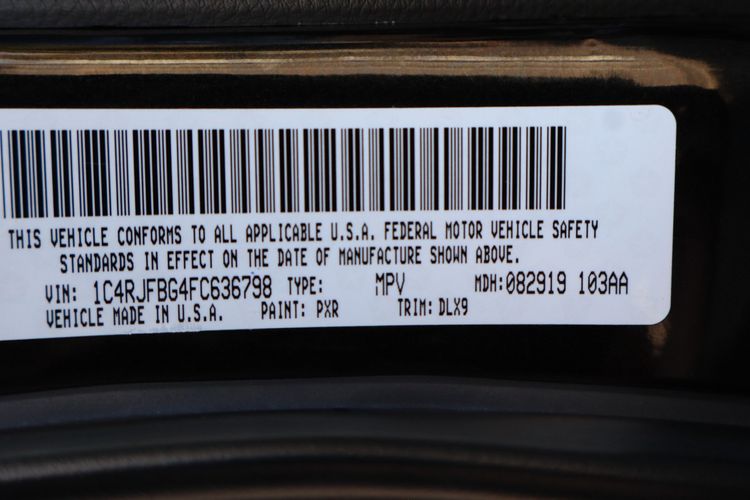 THIS VEHICLE CONFORMS TO ALL APPLICABLE U.S.A. FEDERAL MOTOR VEHICLE SAFETY
STANDARDS IN EFFECT ON THE DATE OF MANUFACTURE SHOWN ABOVE.
VIN: 1C4RJFBG4FC636798 TYPE: MPV MDH:082919 103AA
VEHICLE MADE IN U.S.A. PAINT: PXR TRIM: DLX9